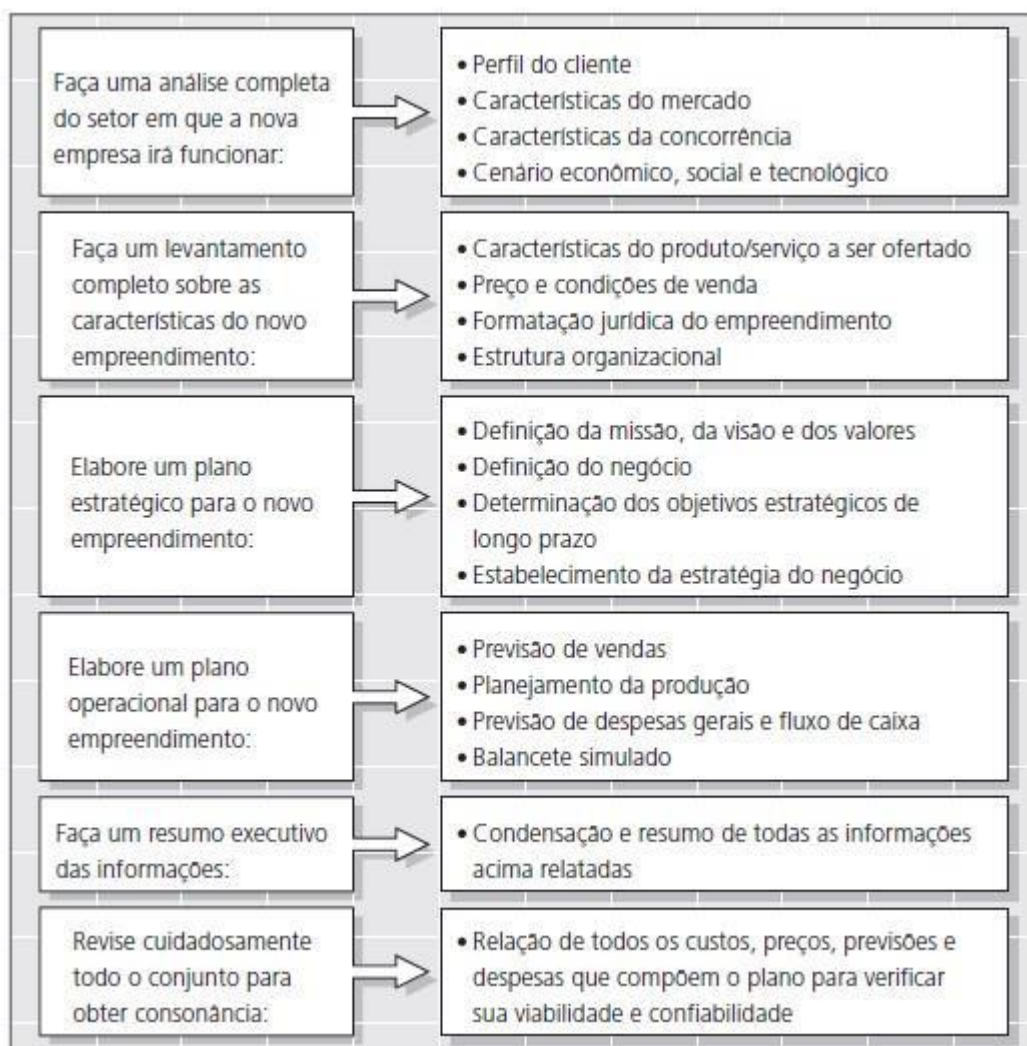 Faça uma análise completa
do setor em que a nova
empresa irá funcionar:
• Perfil do cliente
• Características do mercado
• Características da concorrência
• Cenário econômico, social e tecnológico
Faça um levantamento
completo sobre as
características do novo
empreendimento:
• Características do produto/serviço a ser ofertado
• Preço e condições de venda
• Formatação jurídica do empreendimento
• Estrutura organizacional
Elabore um plano
estratégico para o novo
empreendimento:
• Definição da missão, da visão e dos valores
• Definição do negócio
• Determinação dos objetivos estratégicos de
longo prazo
• Estabelecimento da estratégia do negócio
Elabore um plano
operacional para o novo
empreendimento:
• Previsão de vendas
• Planejamento da produção
• Previsão de despesas gerais e fluxo de caixa
• Balancete simulado
Faça um resumo executivo
das informações:
• Condensação e resumo de todas as informações
acima relatadas
Revise cuidadosamente
todo o conjunto para
obter consonância:
• Relação de todos os custos, preços, previsões e
despesas que compõem o plano para verificar
sua viabilidade e confiabilidade